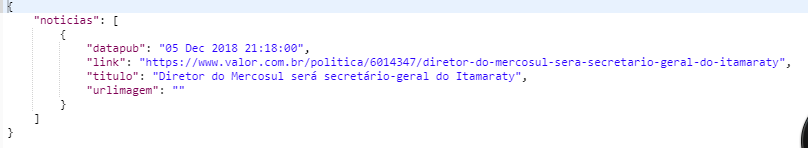 {
"noticias": [
{
"datapub": "05 Dec 2018 21:18:00",
"link": "https://www.valor.com.br/politica/6014347/diretor-do-mercosul-sera-secretario-geral-do-itamaraty",
"titulo": "Diretor do Mercosul será secretário-geral do Itamaraty",
"urlimagem": ""
}
]
}